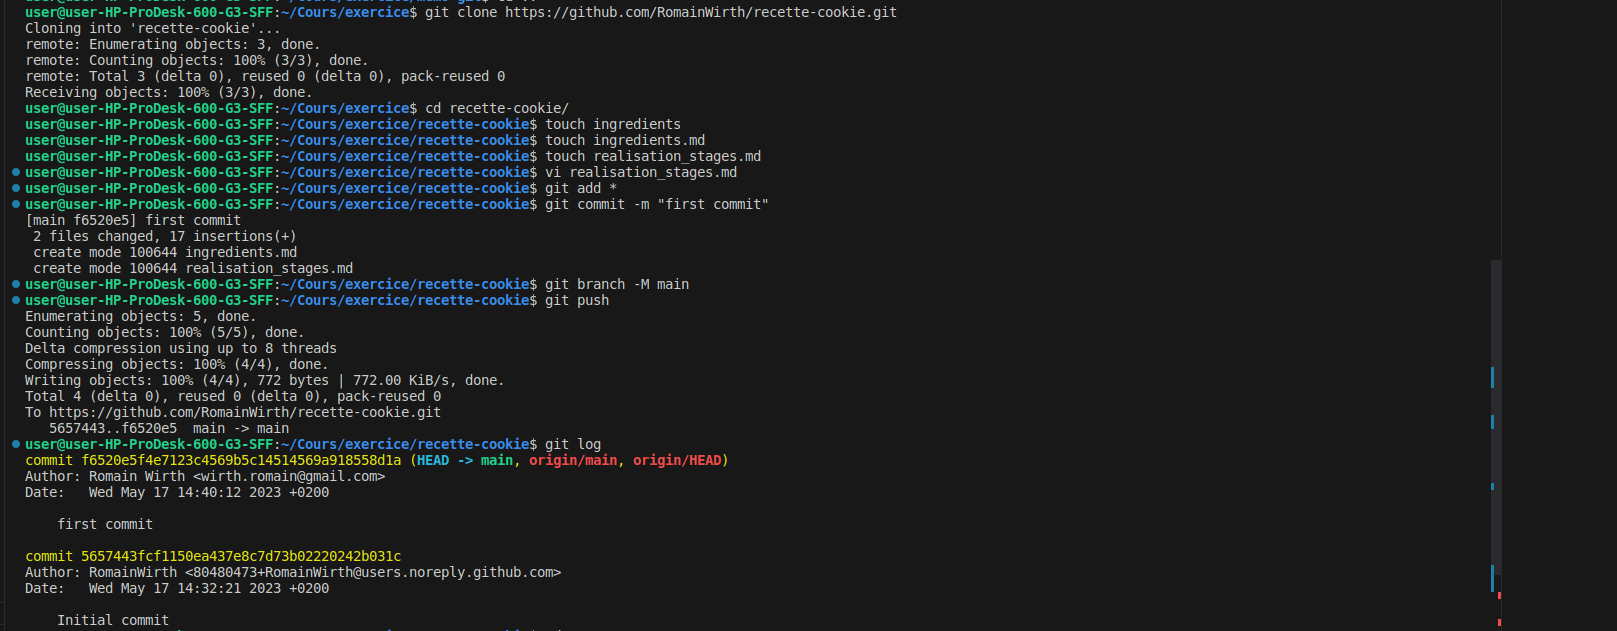 user@user-HP-ProDesk-600-G3-SFF:~/Cours/exercice$ git clone https://github.com/RomainWirth/recette-cookie.git
Cloning into 'recette-cookie'...
remote: Enumerating objects: 3, done.
remote: Counting objects: 100% (3/3), done.
remote: Total 3 (delta 0), reused 0 (delta 0), pack-reused 0
Receiving objects: 100% (3/3), done.
user@user-HP-ProDesk-600-G3-SFF:~/Cours/exercice$ cd recette-cookie/
user@user-HP-ProDesk-600-G3-SFF:~/Cours/exercice/recette-cookie$ touch ingredients
user@user-HP-ProDesk-600-G3-SFF:~/Cours/exercice/recette-cookie$ touch ingredients.md
user@user-HP-ProDesk-600-G3-SFF:~/Cours/exercice/recette-cookie$ touch realisation_stages.md
user@user-HP-ProDesk-600-G3-SFF:~/Cours/exercice/recette-cookie$ vi realisation_stages.md
user@user-HP-ProDesk-600-G3-SFF:~/Cours/exercice/recette-cookie$ git add *
user@user-HP-ProDesk-600-G3-SFF:~/Cours/exercice/recette-cookie$ git commit -m "first commit"
[main f6520e5] first commit
 2 files changed, 17 insertions(+)
 create mode 100644 ingredients.md
 create mode 100644 realisation_stages.md
user@user-HP-ProDesk-600-G3-SFF:~/Cours/exercice/recette-cookie$ git branch -M main
user@user-HP-ProDesk-600-G3-SFF:~/Cours/exercice/recette-cookie$ git push
Enumerating objects: 5, done.
Counting objects: 100% (5/5), done.
Delta compression using up to 8 threads
Compressing objects: 100% (4/4), done.
Writing objects: 100% (4/4), 772 bytes | 772.00 KiB/s, done.
Total 4 (delta 0), reused 0 (delta 0), pack-reused 0
To https://github.com/RomainWirth/recette-cookie.git
   5657443..f6520e5  main -> main
user@user-HP-ProDesk-600-G3-SFF:~/Cours/exercice/recette-cookie$ git log
commit f6520e5f4e7123c4569b5c14514569a918558d1a (HEAD -> main, origin/main, origin/HEAD)
Author: Romain Wirth <wirth.romain@gmail.com>
Date:   Wed May 17 14:40:12 2023 +0200
    first commit
commit 5657443fcf1150ea437e8c7d73b02220242b031c
Author: RomainWirth <80480473+RomainWirth@users.noreply.github.com>
Date:   Wed May 17 14:32:21 2023 +0200
    Initial commit